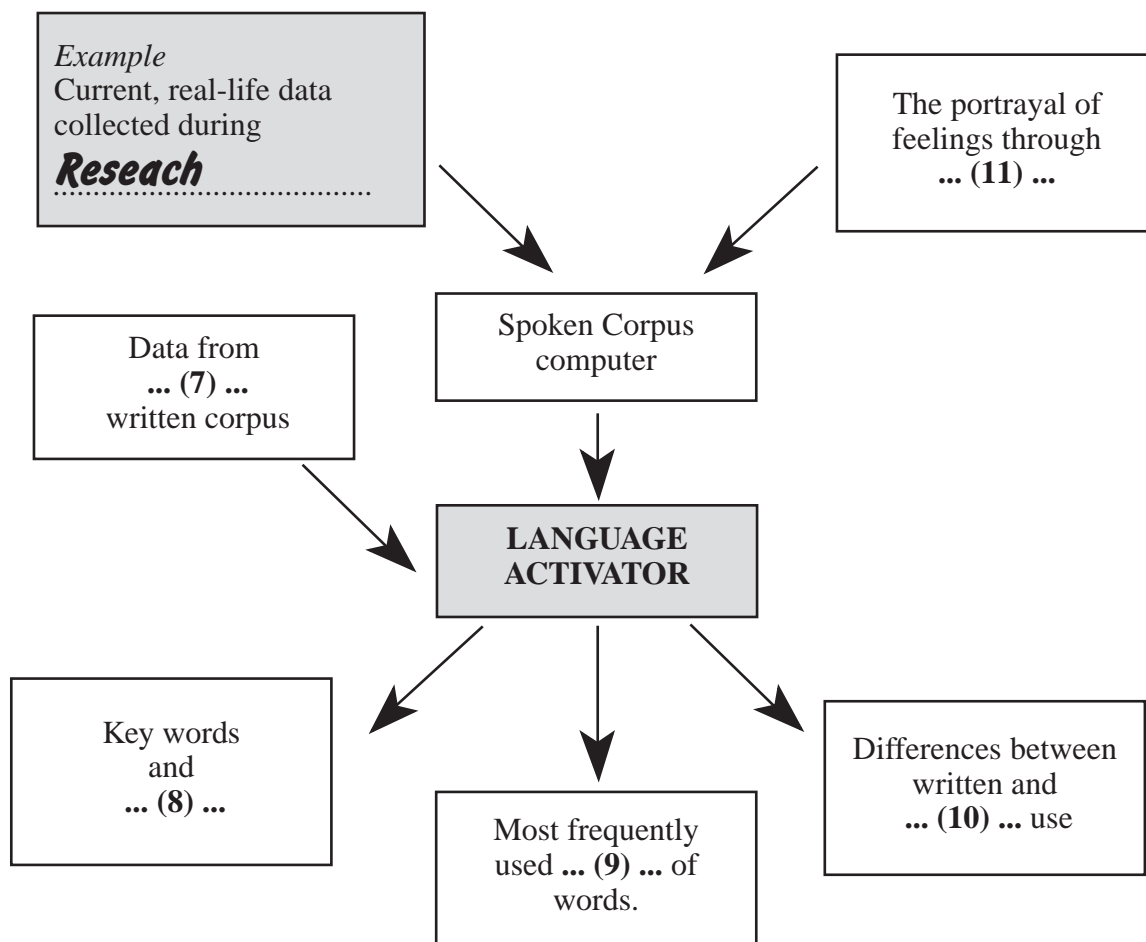 Example
Current, real-life data
collected during
Reseach
The portrayal of
feelings through
... (11) ...
Spoken Corpus
computer
Data from
... (7) ...
written corpus
LANGUAGE
ACTIVATOR
Key words
and
... (8) ...
Most frequently
used ... (9) ... of
words.
Differences between
written and
... (10) ... use